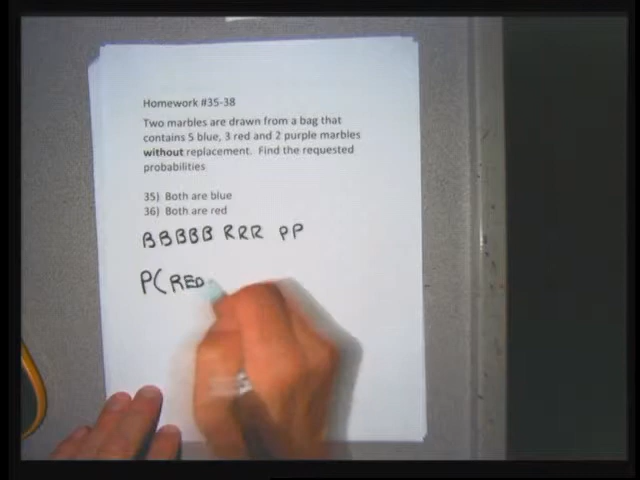 Homework #35-38
Two marbles are drawn from a bag that
contains 5 blue, 3 red and 2 purple marbles
without replacement. Find the requested
probabilities
35) Both are blue
36) Both are red
BBBBB RRR PP
P(RED